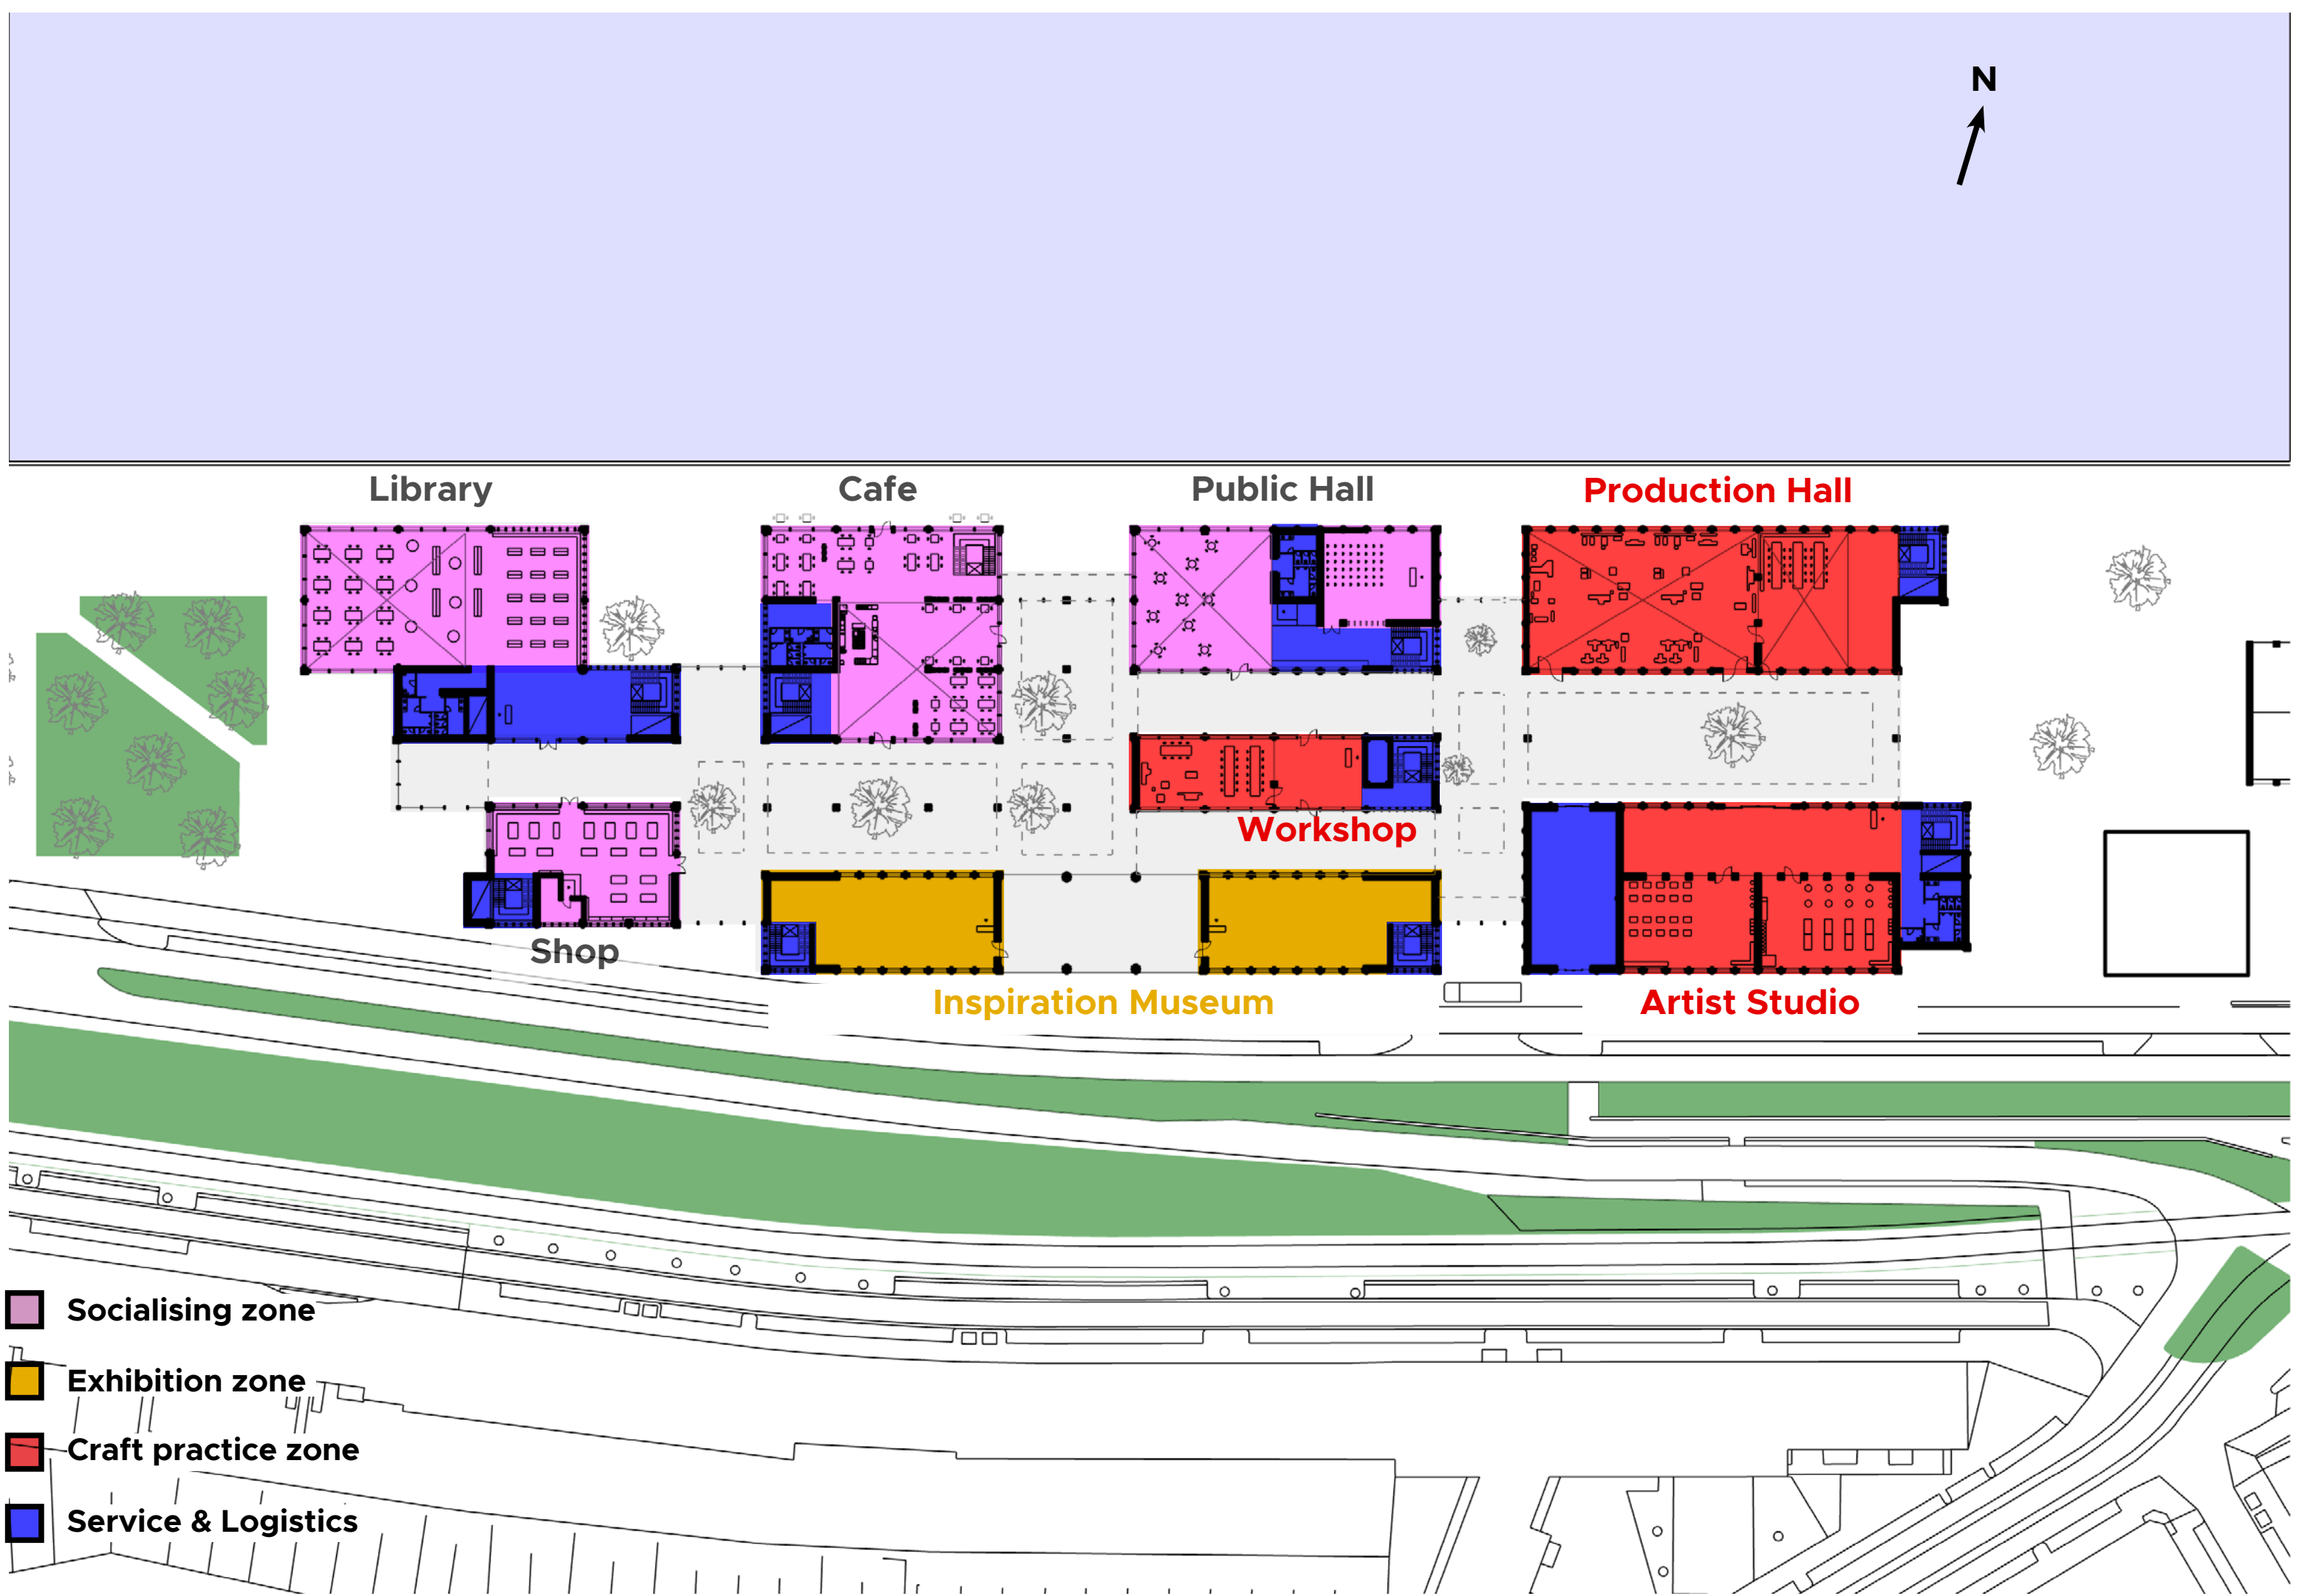 N
Library
Cafe
Public Hall
Production Hall
Workshop
Shop
Inspiration Museum
Artist Studio
Socialising zone
Exhibition zone
Craft practice zone
Service & Logistics